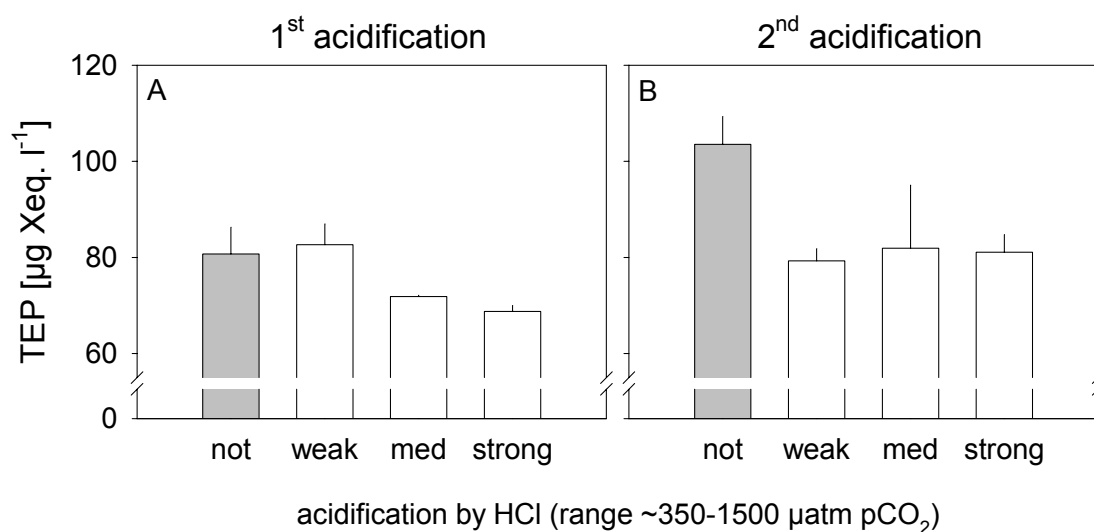 1st acidification
2nd acidification
A
B
TEP [µg Xeq. l-1]
120
100
80
60
0
not weak med strong
not weak med strong
acidification by HCl (range ~350-1500 µatm pCO2)